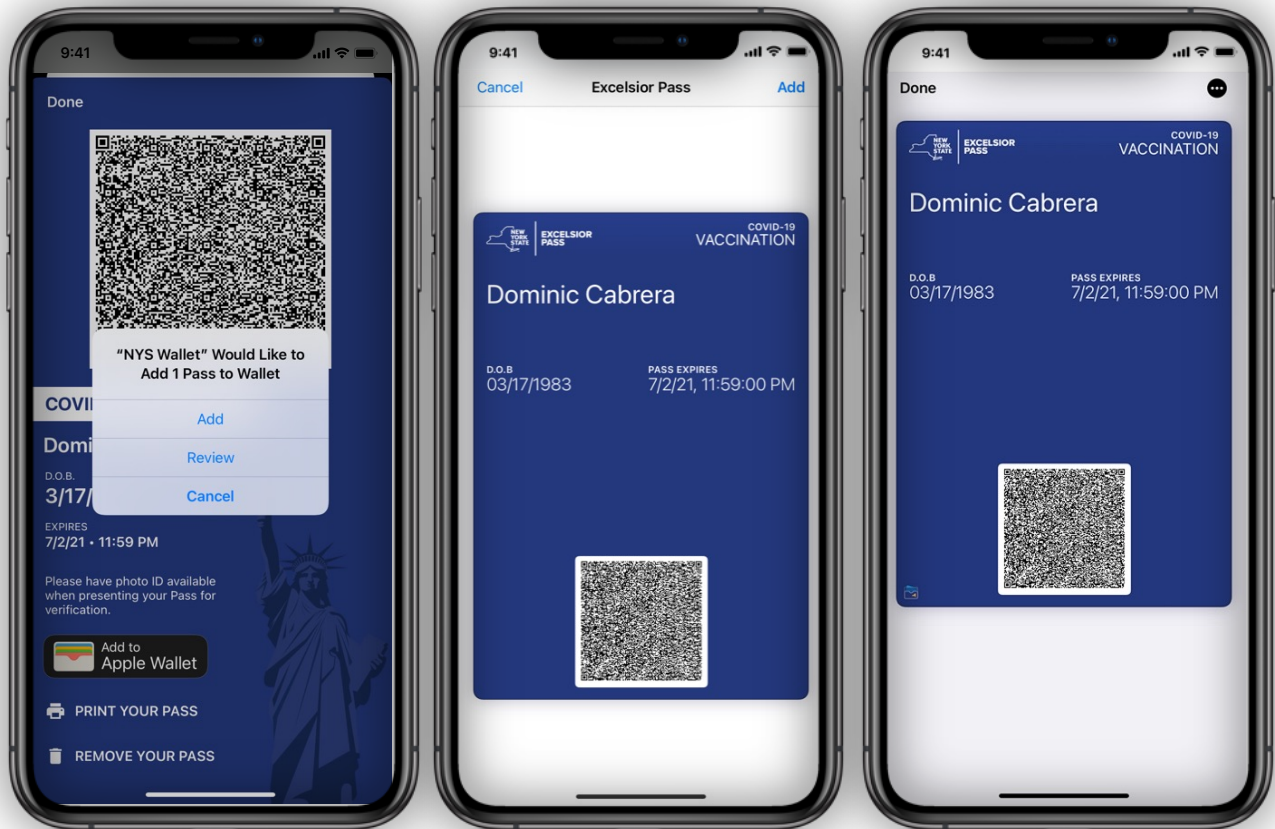 9:41
Done
“NYS Wallet” Would Like to
Add 1 Pass to Wallet
Add
Review
Cancel
COVI
Domi
D.O.B.
3/17/
EXPIRES
7/2/21 • 11:59 PM
Please have photo ID available
when presenting your Pass for
verification.
Add to
Apple Wallet
PRINT YOUR PASS
REMOVE YOUR PASS
9:41
Cancel
Excelsior Pass
Add
NEW
YORK
STATE
EXCELSIOR
PASS
COVID-19
VACCINATION
Dominic Cabrera
D.O.B
03/17/1983
PASS EXPIRES
7/2/21, 11:59:00 PM
9:41
Done
NEW
YORK
STATE
EXCELSIOR
PASS
COVID-19
VACCINATION
Dominic Cabrera
D.O.B
03/17/1983
PASS EXPIRES
7/2/21, 11:59:00 PM